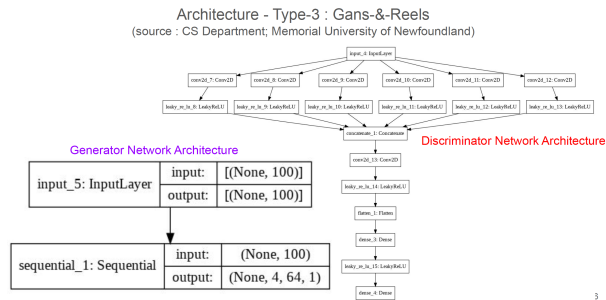 Architecture - Type-3 : Gans-&-Reels
(source : CS Department; Memorial University of Newfoundland)
input_4: InputLayer
conv2d_7: Conv2D conv2d_8: Conv2D conv2d_9: Conv2D conv2d_10: Conv2D conv2d_11: Conv2D conv2d_12: Conv2D
leaky_re_lu_8: LeakyReLU leaky_re_lu_9: LeakyReLU leaky_re_lu_10: LeakyReLU leaky_re_lu_11: LeakyReLU leaky_re_lu_12: LeakyReLU leaky_re_lu_13: LeakyReLU
concatenate_1: Concatenate
Discriminator Network Architecture
conv2d_13: Conv2D
leaky_re_lu_14: LeakyReLU
flatten_1: Flatten
dense_3: Dense
leaky_re_lu_15: LeakyReLU
dense_4: Dense
Generator Network Architecture
input_5: InputLayer input: [(None, 100)]
output: [(None, 100)]
sequential_1: Sequential input: (None, 100)
output: (None, 4, 64, 1)